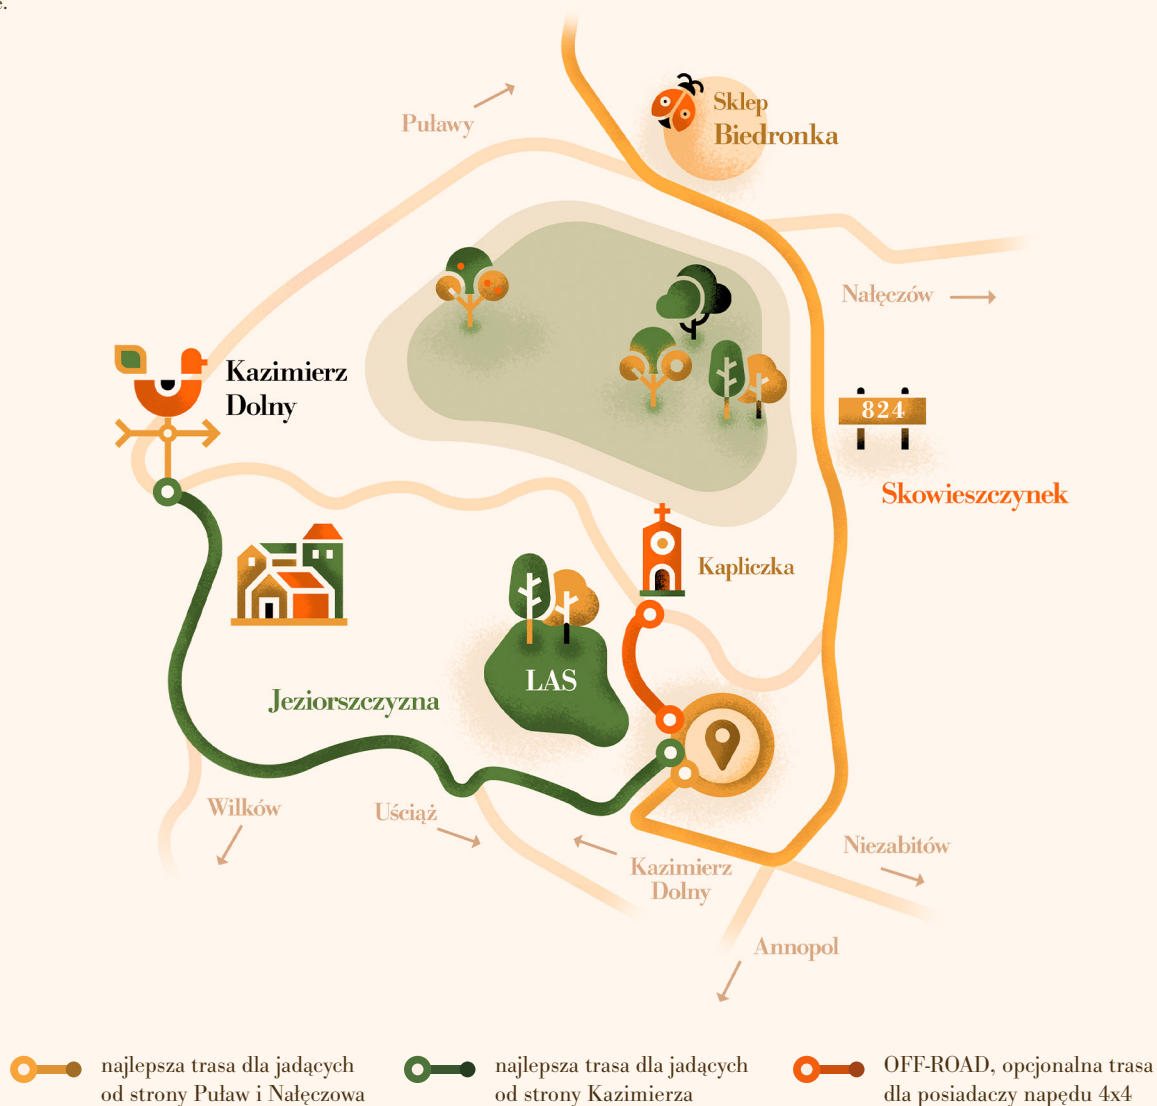 Puławy
Sklep
Biedronka
Nałęczów
Kazimierz
Dolny
824
Skowieszczynek
Kapliczka
LAS
Jeziorszczyzna
Wilków
Uściąż
Kazimierz
Dolny
Niezabitów
Annopol
najlepsza trasa dla jadących
od strony Puław i Nałęczowa
najlepsza trasa dla jadących
od strony Kazimierza
OFF-ROAD, opcjonalna trasa
dla posiadaczy napędu 4x4